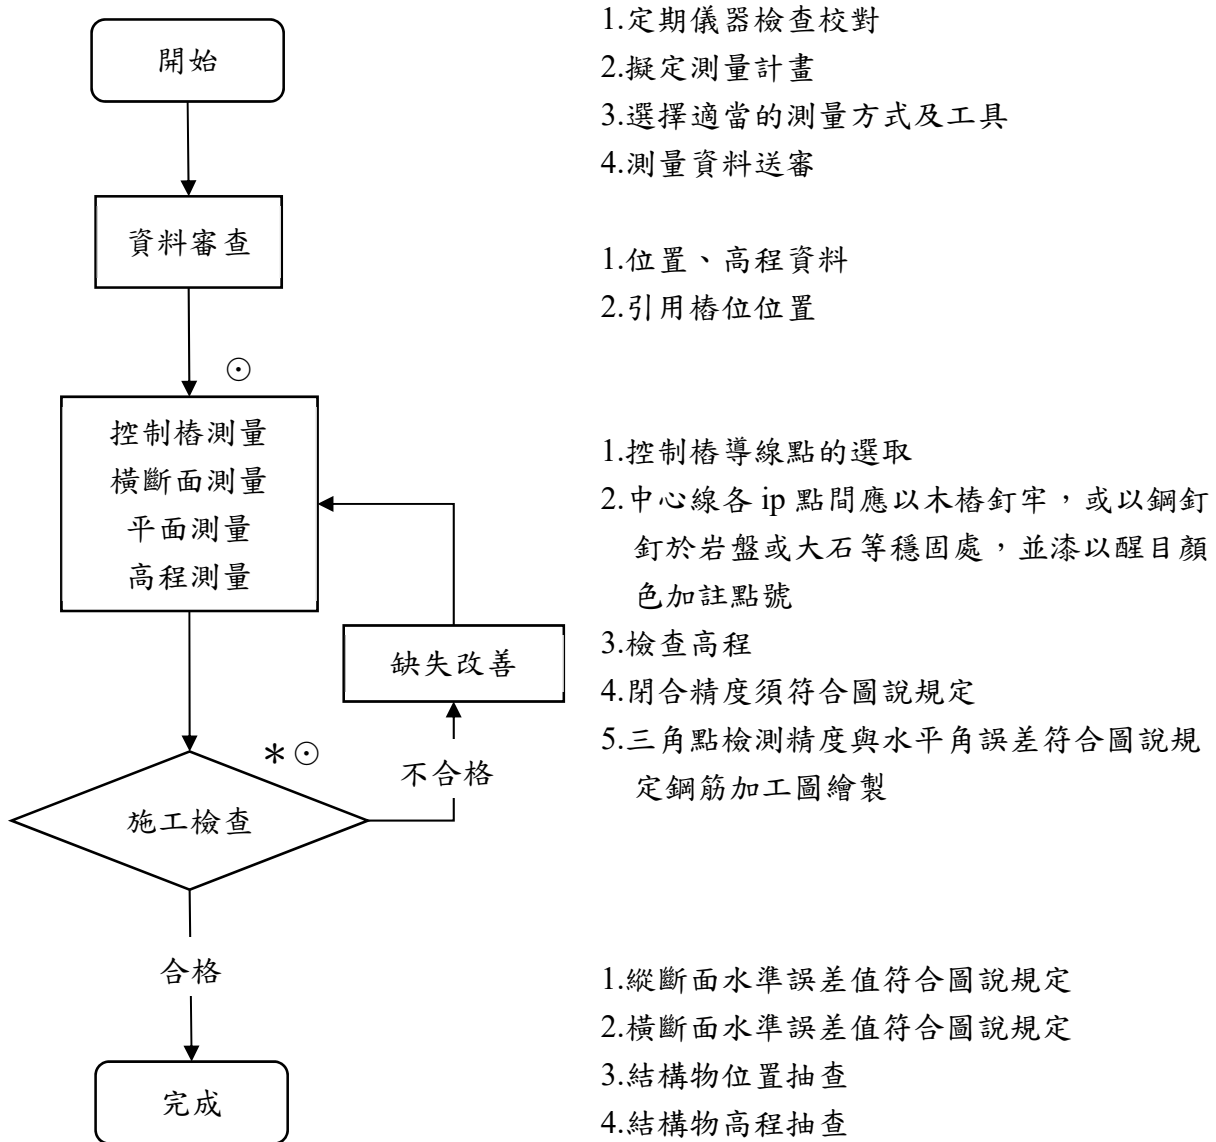 開始
1.定期儀器檢查校對
2.擬定測量計畫
3.選擇適當的測量方式及工具
4.測量資料送審
資料審查
1.位置、高程資料
2.引用樁位位置
⊙
控制樁測量
橫斷面測量
平面測量
高程測量
1.控制樁導線點的選取
2.中心線各 ip 點間應以木樁釘牢，或以鋼釘
釘於岩盤或大石等穩固處，並漆以醒目顏
色加註點號
3.檢查高程
4.閉合精度須符合圖說規定
5.三角點檢測精度與水平角誤差符合圖說規
定鋼筋加工圖繪製
缺失改善
不合格
＊⊙
施工檢查
合格
1.縱斷面水準誤差值符合圖說規定
2.橫斷面水準誤差值符合圖說規定
3.結構物位置抽查
4.結構物高程抽查
完成